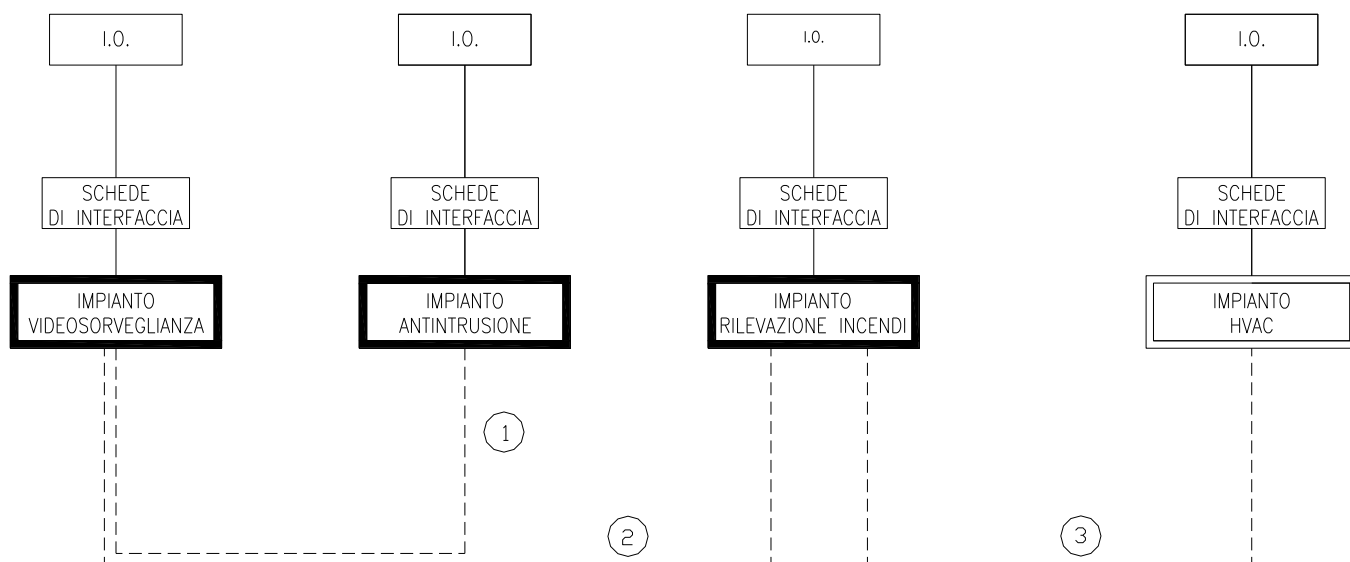 I.O.
I.O.
I.O.
I.O.
SCHEDE
DI INTERFACCIA
SCHEDE
DI INTERFACCIA
SCHEDE
DI INTERFACCIA
SCHEDE
DI INTERFACCIA
IMPIANTO
VIDEOSORVEGLIANZA
IMPIANTO
ANTINTRUSIONE
IMPIANTO
RILEVAZIONE INCENDI
IMPIANTO
HVAC
1
2
3